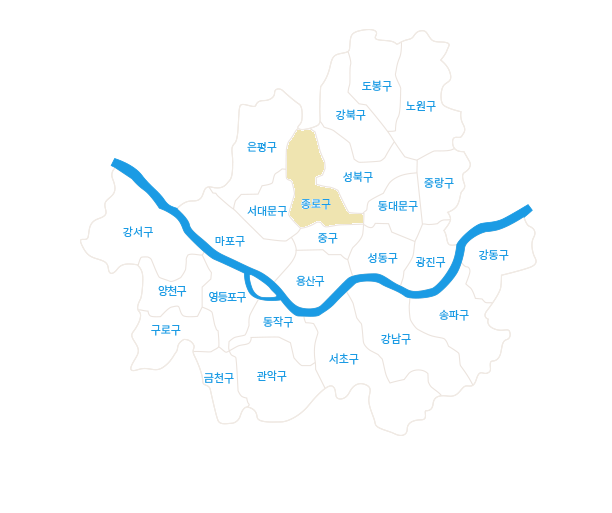 도봉구
노원구
강북구
은평구
성북구
중랑구
종로구
동대문구
서대문구
강서구
마포구
중구
성동구
광진구
강동구
용산구
양천구
영등포구
동작구
송파구
구로구
강남구
서초구
금천구
관악구